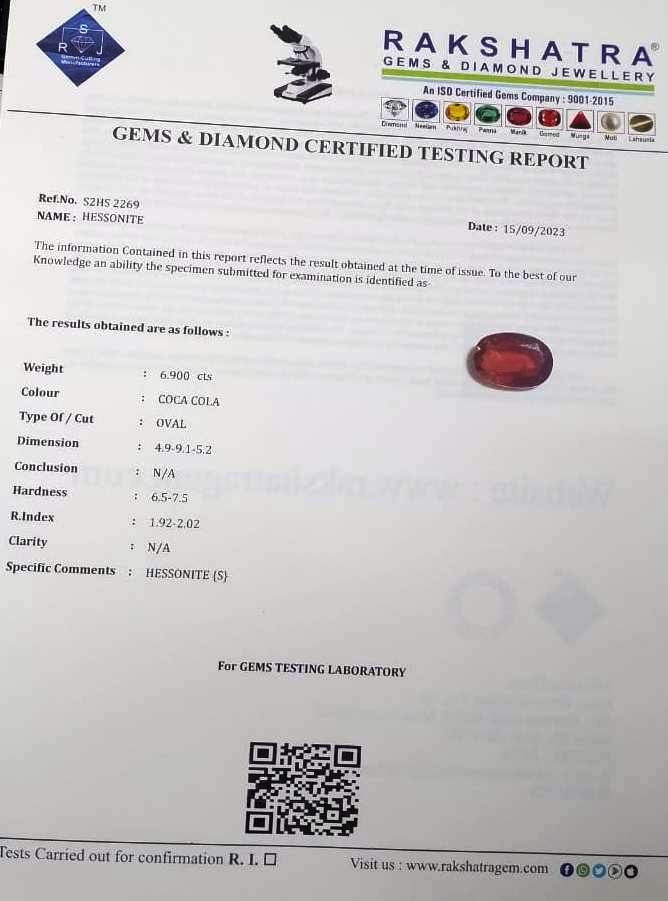 TM
S
R J
Gemm Cutting
Manufacturers
RAKSHATRA®
GEMS & DIAMOND JEWELLERY
An ISO Certified Gems Company : 9001-2015
Diamond Neelam Pukhraj Panna Manik Gomed Munga Moti Lahsunia
GEMS & DIAMOND CERTIFIED TESTING REPORT
Ref.No. S2HS 2269
NAME : HESSONITE
Date : 15/09/2023
The information Contained in this report reflects the result obtained at the time of issue. To the best of our
Knowledge an ability the specimen submitted for examination is identified as-
The results obtained are as follows :
Weight : 6.900 cts
Colour : COCA COLA
Type Of / Cut : OVAL
Dimension : 4.9-9.1-5.2
Conclusion : N/A
Hardness : 6.5-7.5
R.Index : 1.92-2.02
Clarity : N/A
Specific Comments : HESSONITE {S}
For GEMS TESTING LABORATORY
Tests Carried out for confirmation R. I. ☐
Visit us : www.rakshatragem.com